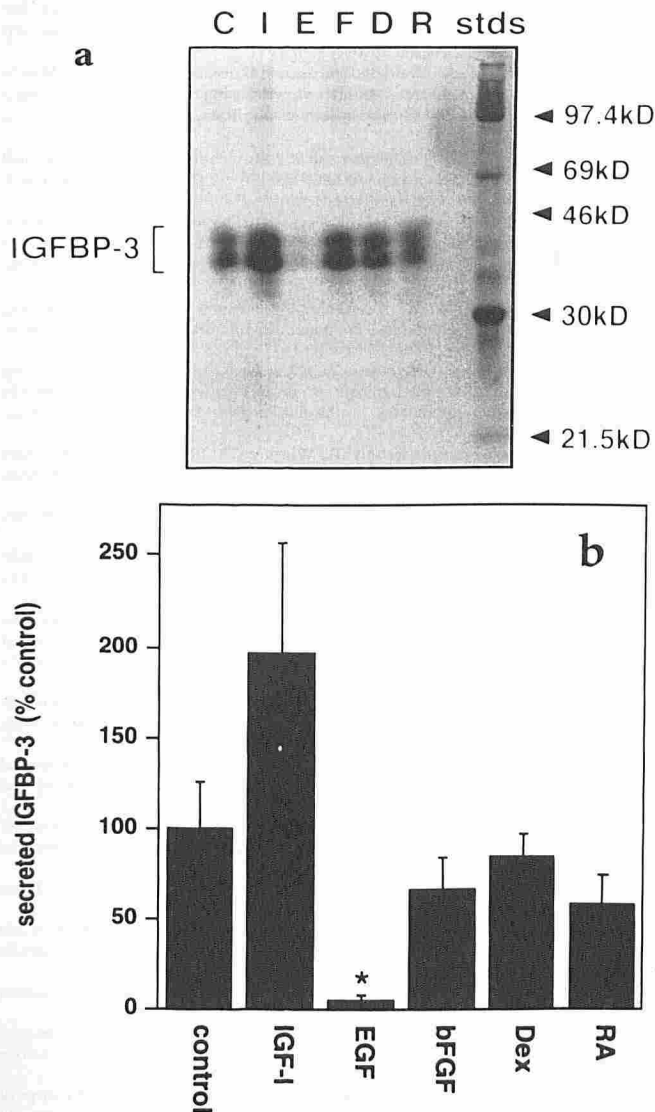 C I E F D R stds
a
97.4kD
69kD
46kD
IGFBP-3
30kD
21.5kD
b
secreted IGFBP-3 (% control)
250
200
150
100
50
0
*
control
IGF-I
EGF
bFGF
Dex
RA